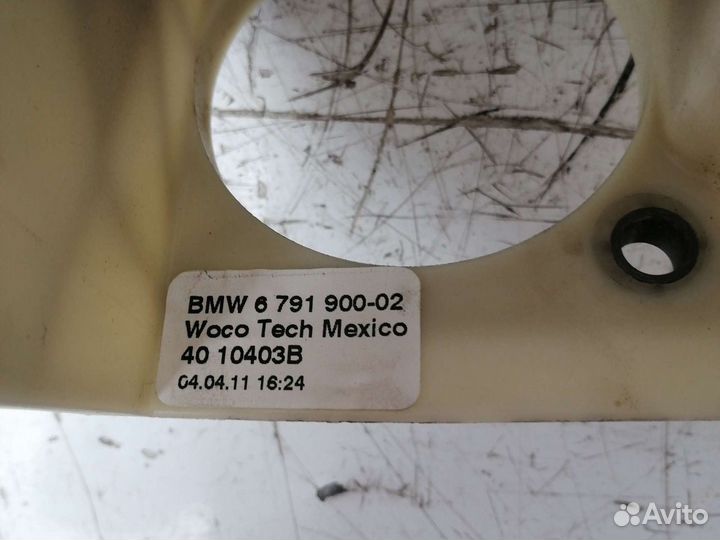 BMW 6 791 900-02
Woco Tech Mexico
40 10403B
04.04.11 16:24
Avito